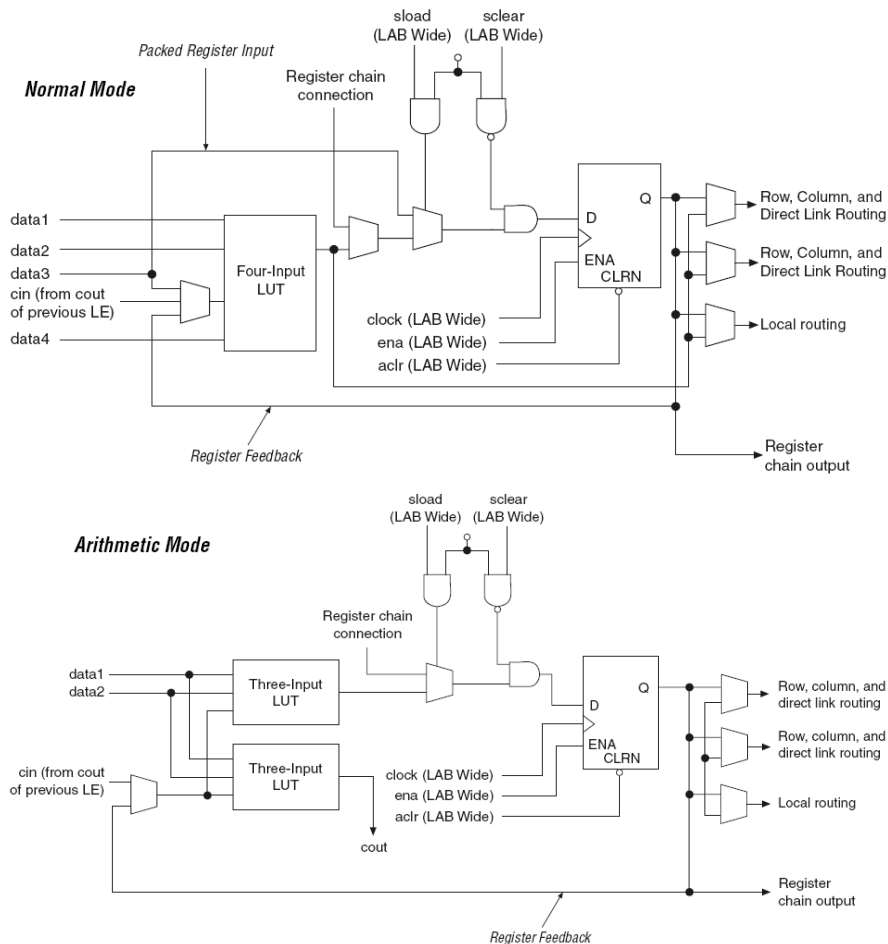 sload
(LAB Wide)
sclear
(LAB Wide)
Packed Register Input
Normal Mode
Register chain
connection
data1
data2
data3
cin (from cout
of previous LE)
data4
Four-Input
LUT
D
Q
ENA
CLRN
clock (LAB Wide)
ena (LAB Wide)
aclr (LAB Wide)
Row, Column, and
Direct Link Routing
Row, Column, and
Direct Link Routing
Local routing
Register Feedback
Register
chain output
sload
(LAB Wide)
sclear
(LAB Wide)
Arithmetic Mode
Register chain
connection
data1
data2
Three-Input
LUT
cin (from cout
of previous LE)
Three-Input
LUT
cout
D
Q
ENA
CLRN
clock (LAB Wide)
ena (LAB Wide)
aclr (LAB Wide)
Row, column, and
direct link routing
Row, column, and
direct link routing
Local routing
Register
chain output
Register Feedback